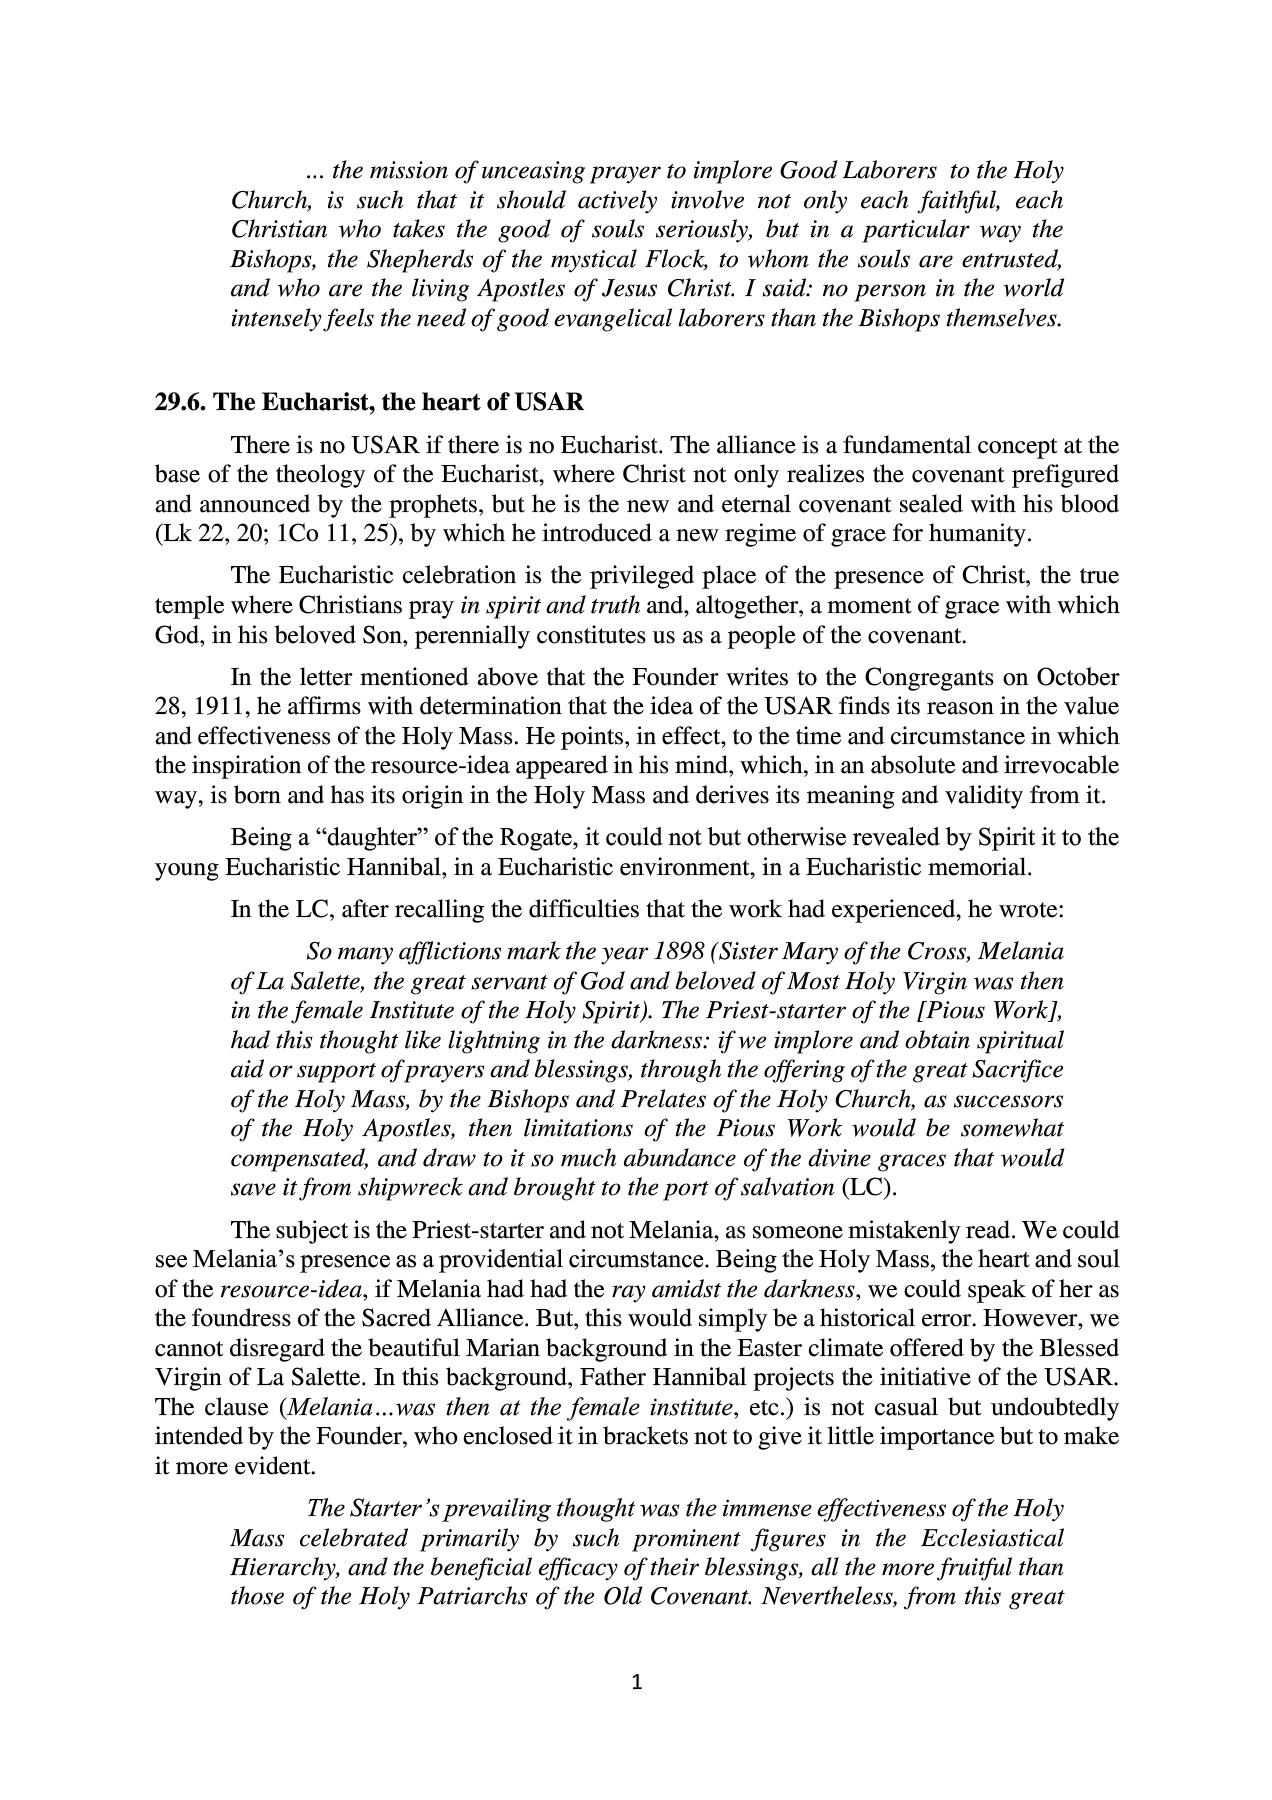 ... the mission of unceasing prayer to implore Good Laborers to the Holy
Church, is such that it should actively involve not only each faithful, each
Christian who takes the good of souls seriously, but in a particular way the
Bishops, the Shepherds of the mystical Flock, to whom the souls are entrusted,
and who are the living Apostles of Jesus Christ. I said: no person in the world
intensely feels the need of good evangelical laborers than the Bishops themselves.
29.6. The Eucharist, the heart of USAR
There is no USAR if there is no Eucharist. The alliance is a fundamental concept at the
base of the theology of the Eucharist, where Christ not only realizes the covenant prefigured
and announced by the prophets, but he is the new and eternal covenant sealed with his blood
(Lk 22, 20; 1Co 11, 25), by which he introduced a new regime of grace for humanity.
The Eucharistic celebration is the privileged place of the presence of Christ, the true
temple where Christians pray in spirit and truth and, altogether, a moment of grace with which
God, in his beloved Son, perennially constitutes us as a people of the covenant.
In the letter mentioned above that the Founder writes to the Congregants on October
28, 1911, he affirms with determination that the idea of the USAR finds its reason in the value
and effectiveness of the Holy Mass. He points, in effect, to the time and circumstance in which
the inspiration of the resource-idea appeared in his mind, which, in an absolute and irrevocable
way, is born and has its origin in the Holy Mass and derives its meaning and validity from it.
Being a “daughter” of the Rogate, it could not but otherwise revealed by Spirit it to the
young Eucharistic Hannibal, in a Eucharistic environment, in a Eucharistic memorial.
In the LC, after recalling the difficulties that the work had experienced, he wrote:
So many afflictions mark the year 1898 (Sister Mary of the Cross, Melania
of La Salette, the great servant of God and beloved of Most Holy Virgin was then
in the female Institute of the Holy Spirit). The Priest-starter of the [Pious Work],
had this thought like lightning in the darkness: if we implore and obtain spiritual
aid or support of prayers and blessings, through the offering of the great Sacrifice
of the Holy Mass, by the Bishops and Prelates of the Holy Church, as successors
of the Holy Apostles, then limitations of the Pious Work would be somewhat
compensated, and draw to it so much abundance of the divine graces that would
save it from shipwreck and brought to the port of salvation (LC).
The subject is the Priest-starter and not Melania, as someone mistakenly read. We could
see Melania’s presence as a providential circumstance. Being the Holy Mass, the heart and soul
of the resource-idea, if Melania had had the ray amidst the darkness, we could speak of her as
the foundress of the Sacred Alliance. But, this would simply be a historical error. However, we
cannot disregard the beautiful Marian background in the Easter climate offered by the Blessed
Virgin of La Salette. In this background, Father Hannibal projects the initiative of the USAR.
The clause (Melania…was then at the female institute, etc.) is not casual but undoubtedly
intended by the Founder, who enclosed it in brackets not to give it little importance but to make
it more evident.
The Starter’s prevailing thought was the immense effectiveness of the Holy
Mass celebrated primarily by such prominent figures in the Ecclesiastical
Hierarchy, and the beneficial efficacy of their blessings, all the more fruitful than
those of the Holy Patriarchs of the Old Covenant. Nevertheless, from this great
1